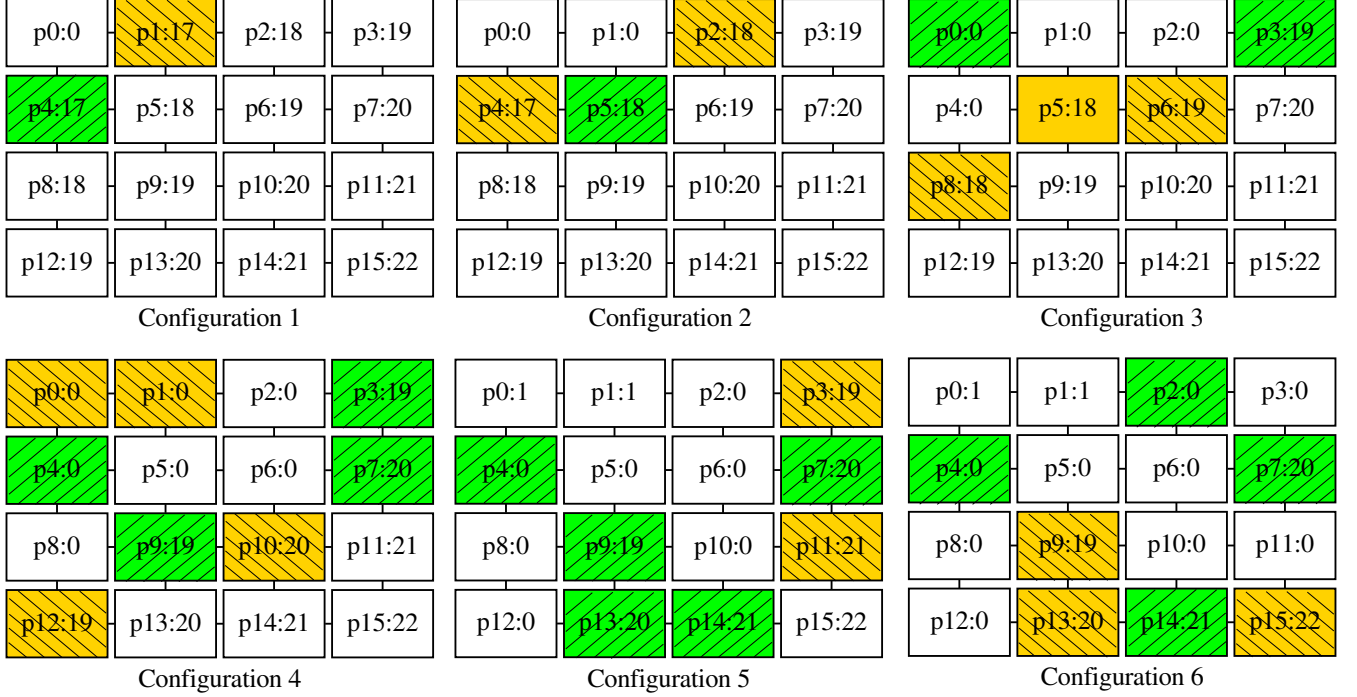 p0:0 p1:17 p2:18 p3:19 p0:0 p1:0 p2:18 p3:19 p0:0 p1:0 p2:0 p3:19
p4:17 p5:18 p6:19 p7:20 p4:17 p5:18 p6:19 p7:20 p4:0 p5:18 p6:19 p7:20
p8:18 p9:19 p10:20 p11:21 p8:18 p9:19 p10:20 p11:21 p8:18 p9:19 p10:20 p11:21
p12:19 p13:20 p14:21 p15:22 p12:19 p13:20 p14:21 p15:22 p12:19 p13:20 p14:21 p15:22
Configuration 1 Configuration 2 Configuration 3
p0:0 p1:0 p2:0 p3:19 p0:1 p1:1 p2:0 p3:19 p0:1 p1:1 p2:0 p3:0
p4:0 p5:0 p6:0 p7:20 p4:0 p5:0 p6:0 p7:20 p4:0 p5:0 p6:0 p7:20
p8:0 p9:19 p10:20 p11:21 p8:0 p9:19 p10:0 p11:21 p8:0 p9:19 p10:0 p11:0
p12:19 p13:20 p14:21 p15:22 p12:0 p13:20 p14:21 p15:22 p12:0 p13:20 p14:21 p15:22
Configuration 4 Configuration 5 Configuration 6